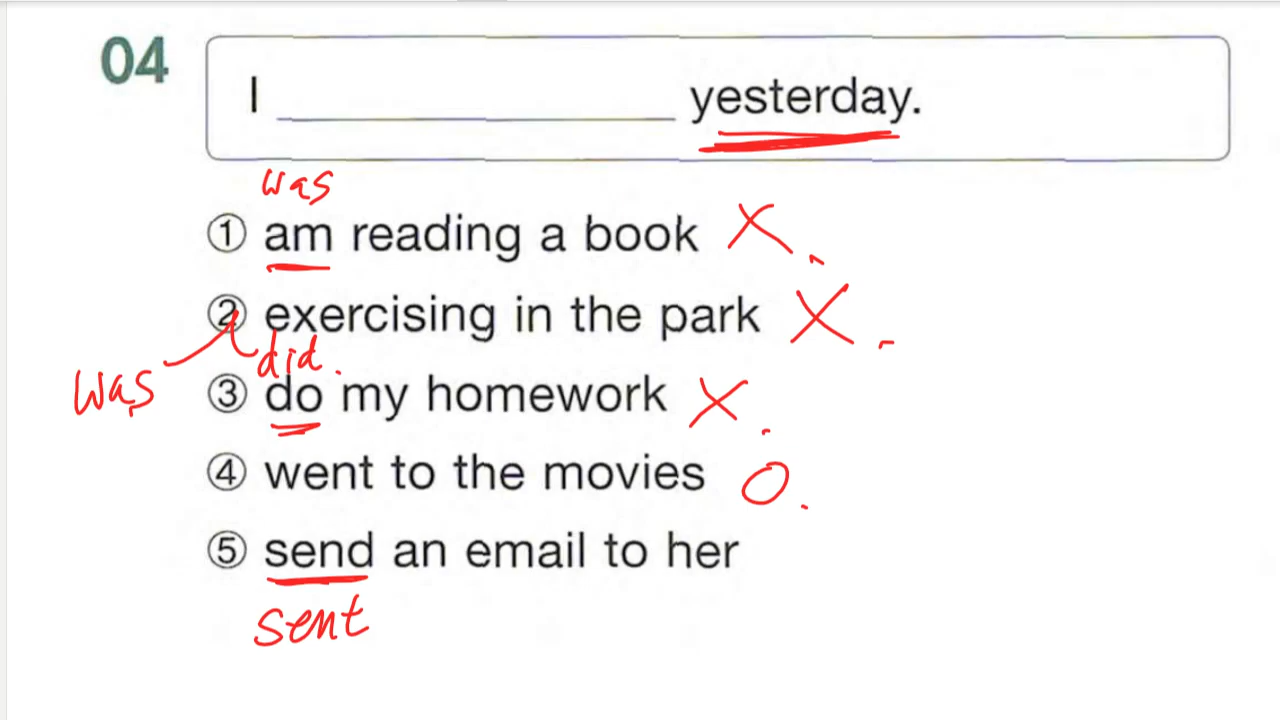 04
I ____________ yesterday.
was
① am reading a book X.
② exercising in the park X.
was did.
③ do my homework X.
④ went to the movies O.
⑤ send an email to her
sent